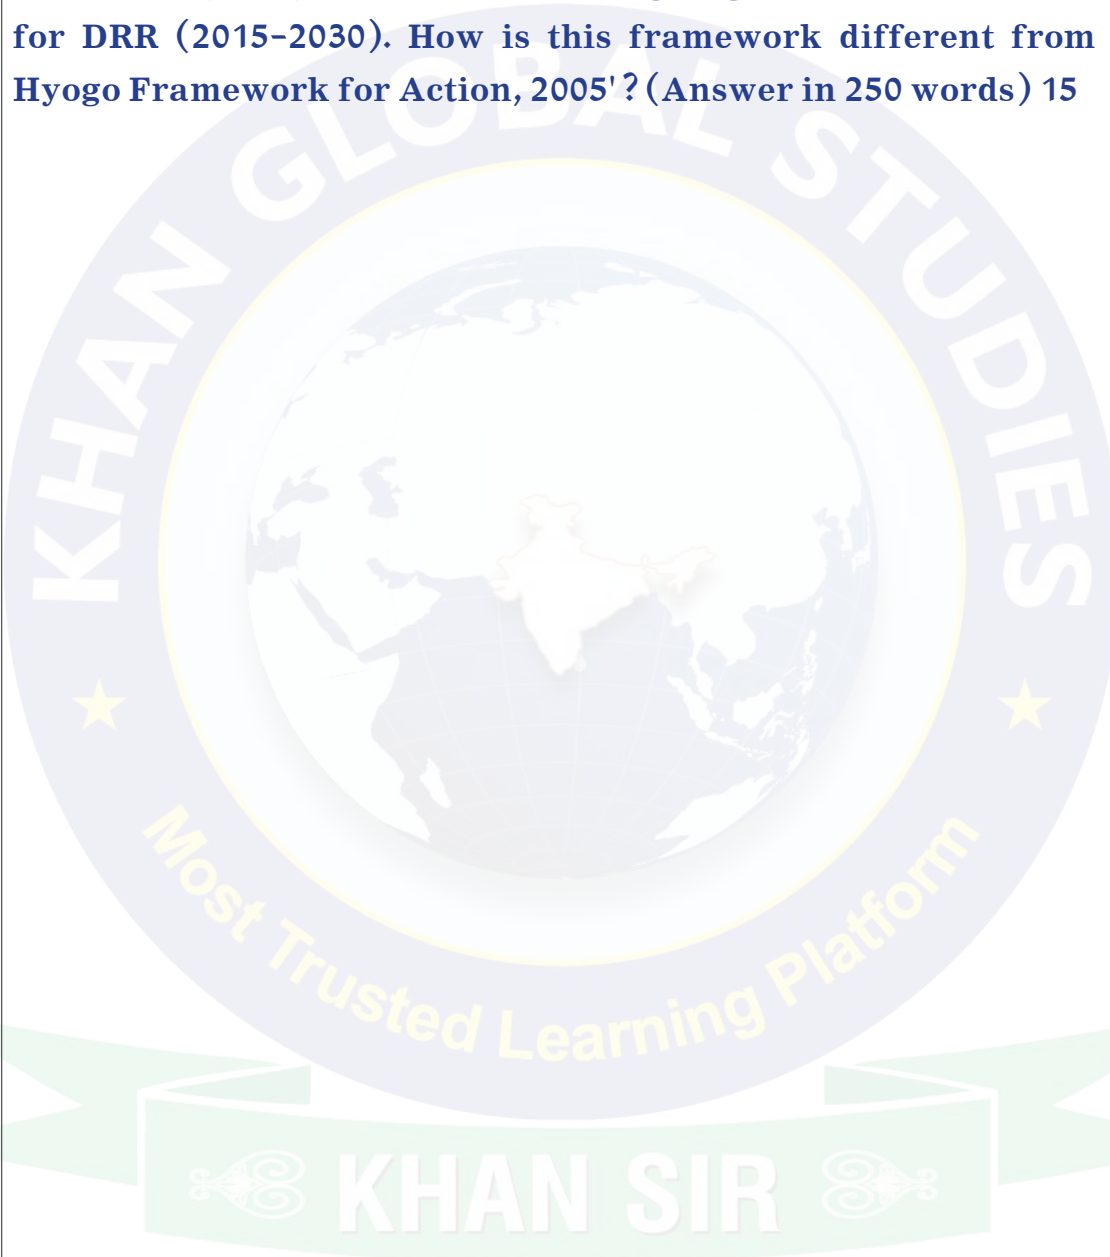 for DRR (2015-2030). How is this framework different from
Hyogo Framework for Action, 2005'? (Answer in 250 words) 15
KHAN GLOBAL STUDIES
Most Trusted Learning Platform
KHAN SIR